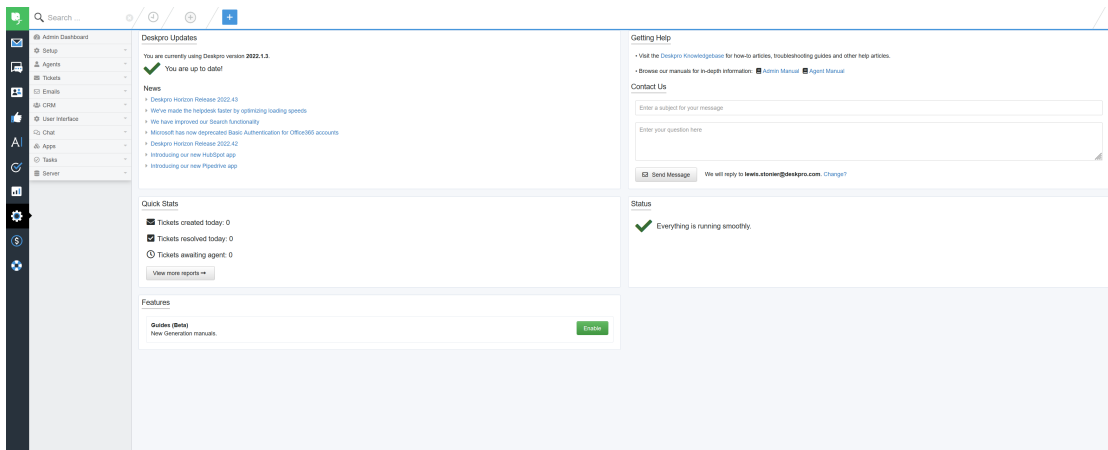 Search ...
Admin Dashboard
Setup
Agents
Tickets
Emails
CRM
User Interface
Chat
Apps
Tasks
Server
Deskpro Updates
You are currently using Deskpro version 2022.1.3.
You are up to date!
News
Deskpro Horizon Release 2022.43
We've made the helpdesk faster by optimizing loading speeds
We have improved our Search functionality
Microsoft has now deprecated Basic Authentication for Office365 accounts
Deskpro Horizon Release 2022.42
Introducing our new HubSpot app
Introducing our new Pipedrive app
Getting Help
• Visit the Deskpro Knowledgebase for how-to articles, troubleshooting guides and other help articles.
• Browse our manuals for in-depth information: Admin Manual Agent Manual
Contact Us
Enter a subject for your message
Enter your question here
Send Message We will reply to lewis.stonier@deskpro.com. Change?
Quick Stats
Tickets created today: 0
Tickets resolved today: 0
Tickets awaiting agent: 0
View more reports →
Status
Everything is running smoothly.
Features
Guides (Beta)
New Generation manuals.
Enable